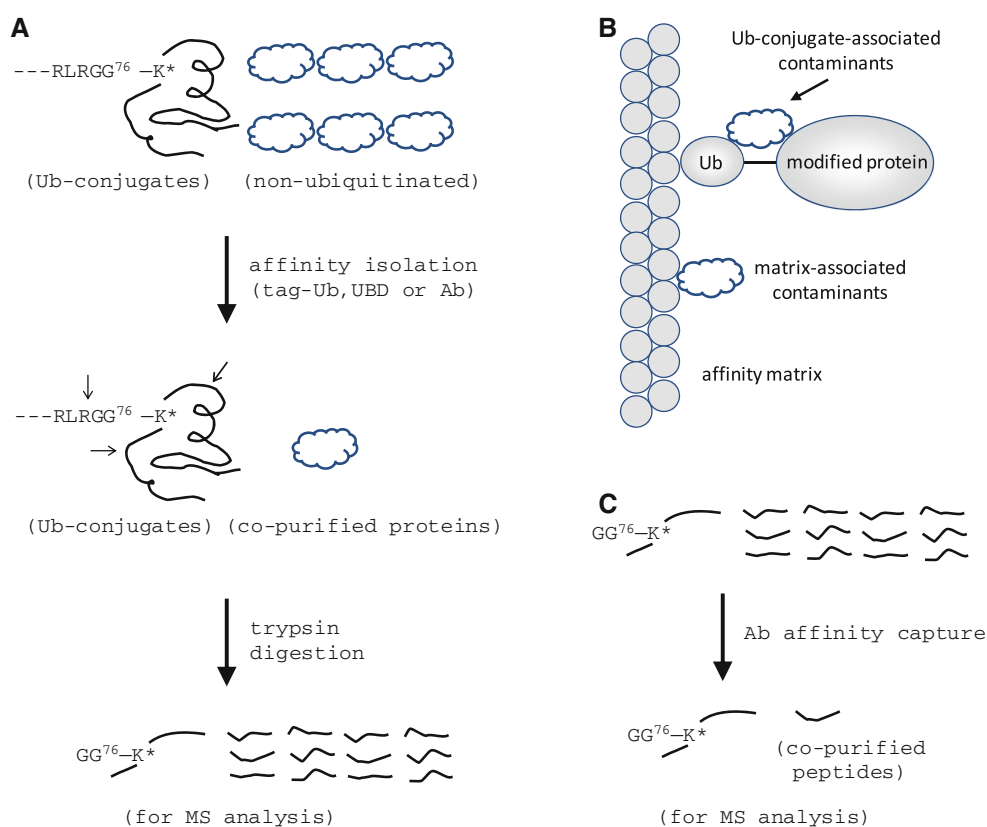 A
---RLRGG⁷⁶ —K*
(Ub-conjugates) (non-ubiquitinated)
affinity isolation
(tag-Ub,UBD or Ab)
---RLRGG⁷⁶ —K*
(Ub-conjugates) (co-purified proteins)
trypsin
digestion
GG⁷⁶—K*
(for MS analysis)
B
Ub-conjugate-associated
contaminants
Ub
modified protein
matrix-associated
contaminants
affinity matrix
C
GG⁷⁶—K*
Ab affinity capture
GG⁷⁶—K*
(co-purified
peptides)
(for MS analysis)